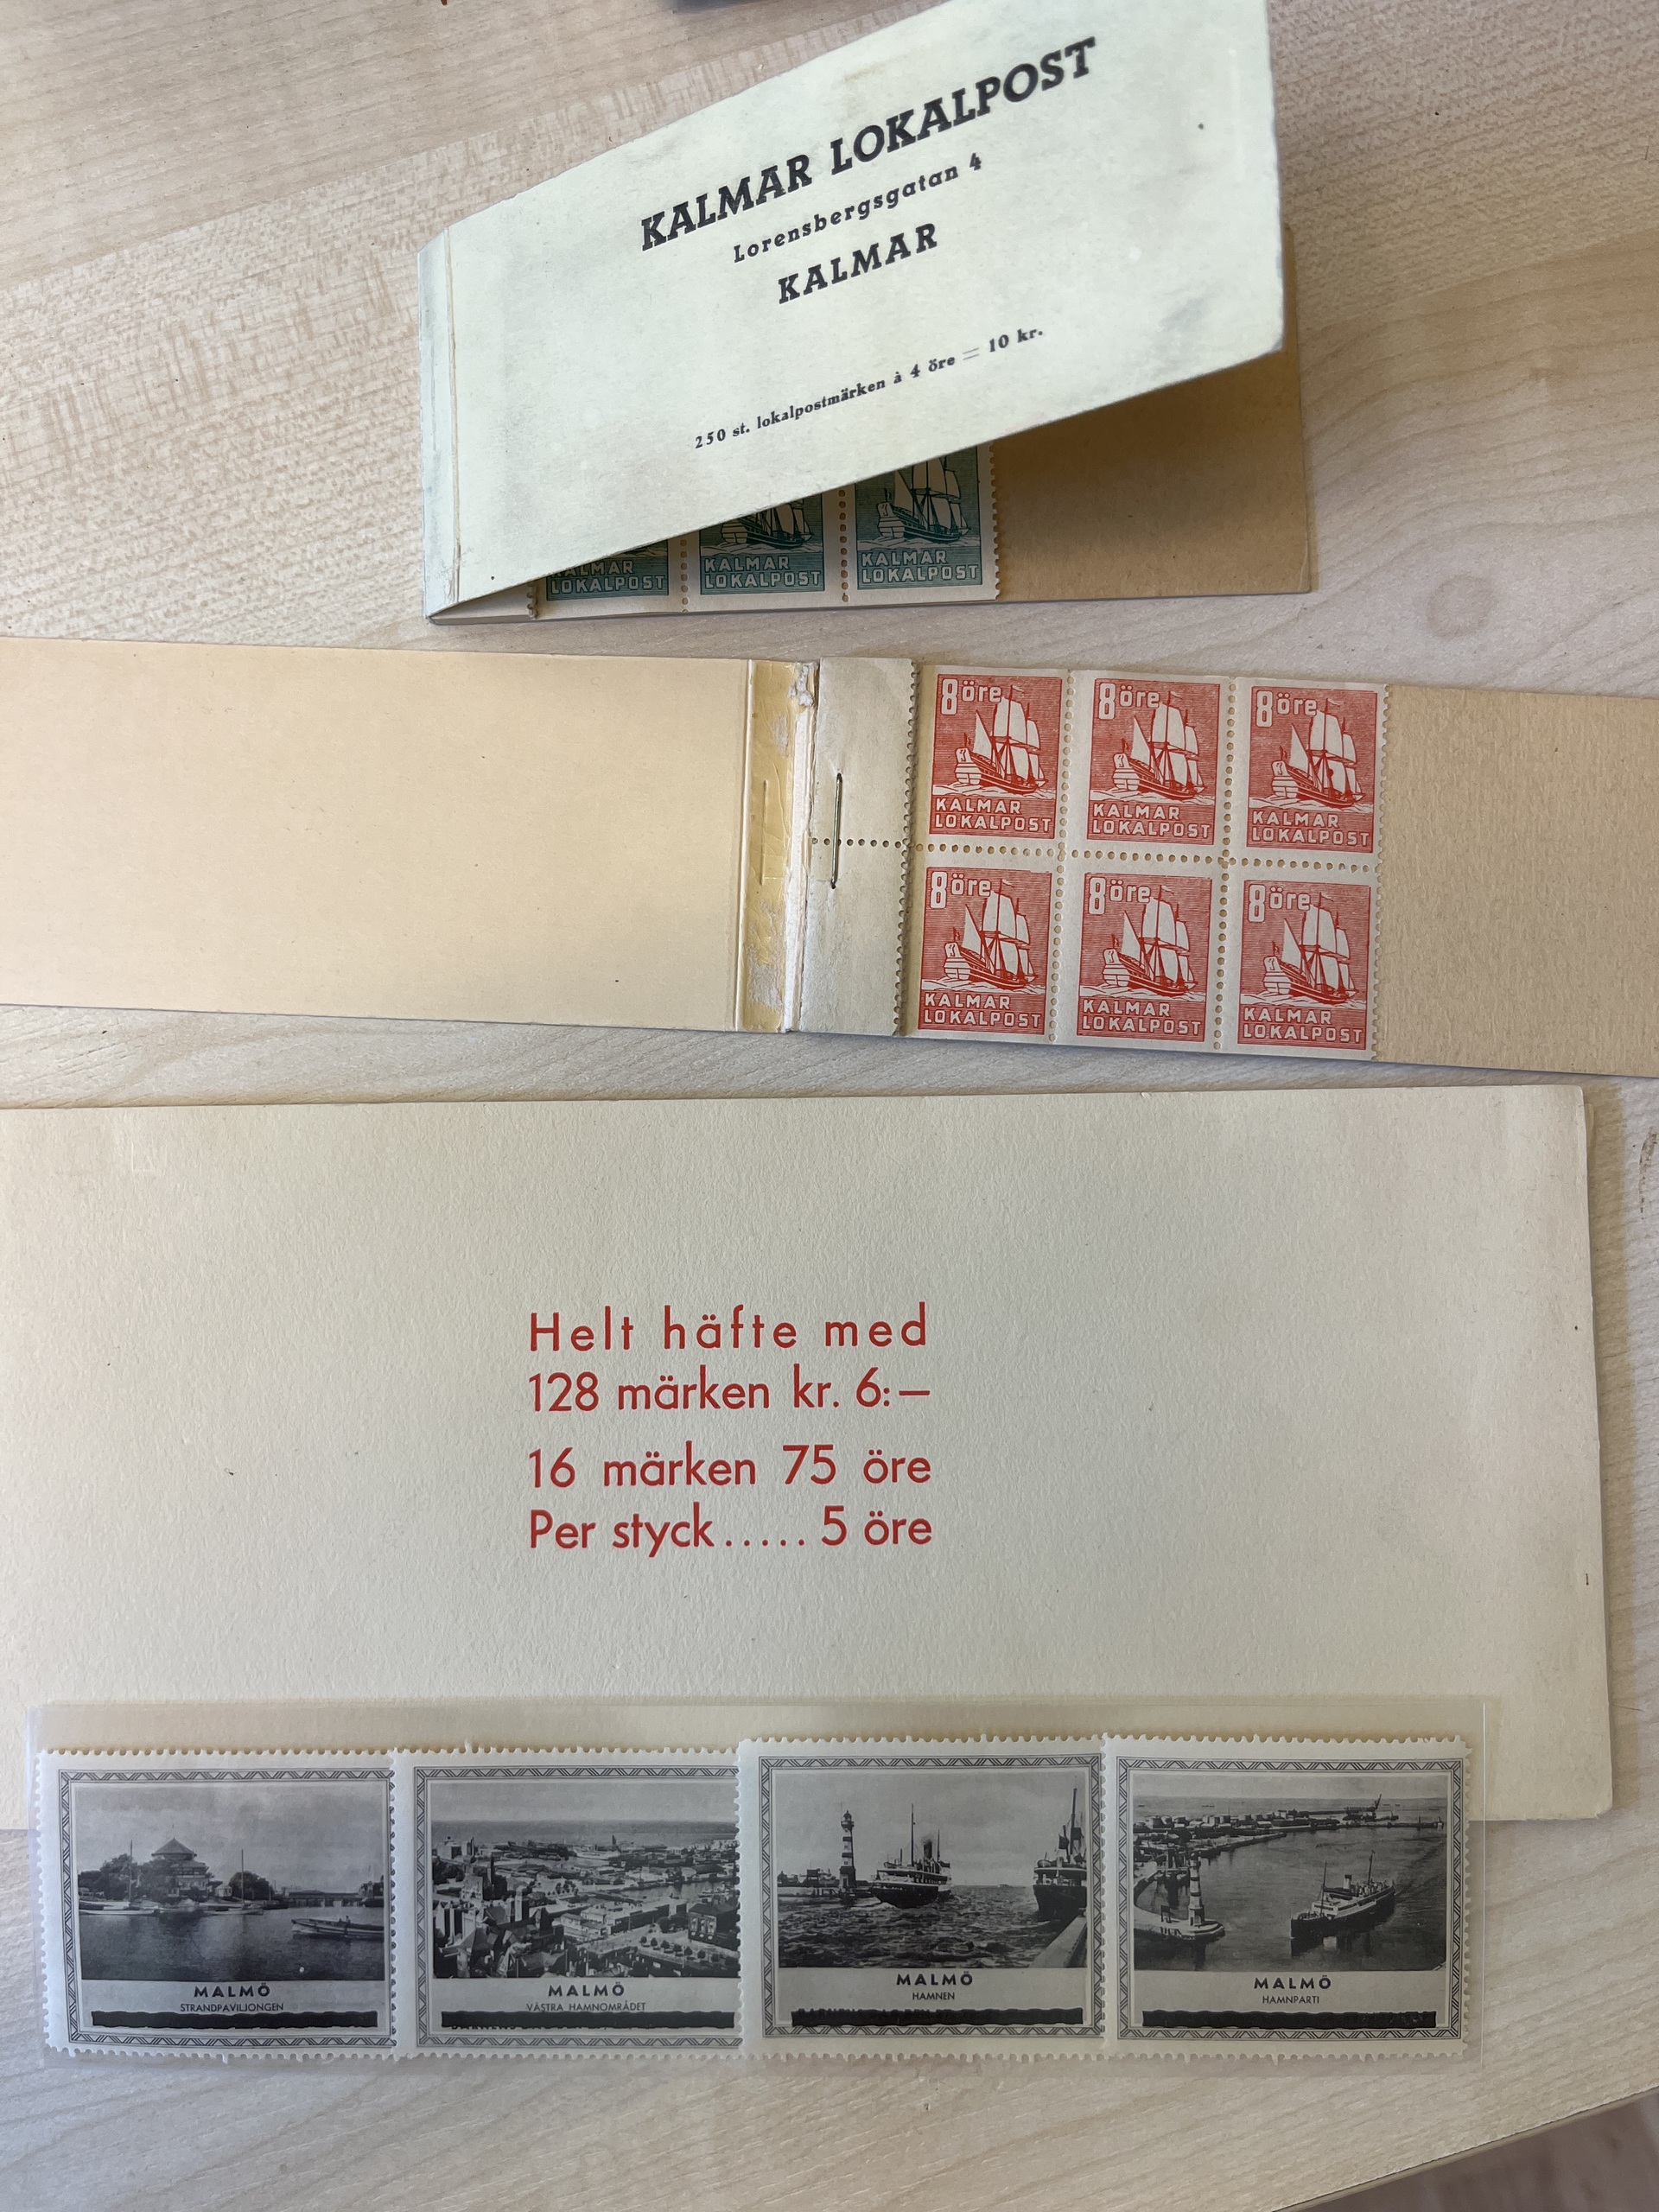 KALMAR LOKALPOST
Lorensbergsgatan 4
KALMAR
250 st. lokalpostmärken à 4 öre = 10 kr.
KALMAR
LOKALPOST
KALMAR
LOKALPOST
KALMAR
LOKALPOST
8 öre
KALMAR
LOKALPOST
8 öre
KALMAR
LOKALPOST
8 öre
KALMAR
LOKALPOST
8 öre
KALMAR
LOKALPOST
8 öre
KALMAR
LOKALPOST
8 öre
KALMAR
LOKALPOST
Helt häfte med
128 märken kr. 6:—
16 märken 75 öre
Per styck..... 5 öre
MALMÖ
STRANDPAVILJONGEN
MALMÖ
VÄSTRA HAMNOMRÅDET
MALMÖ
HAMNEN
MALMÖ
HAMNPARTI